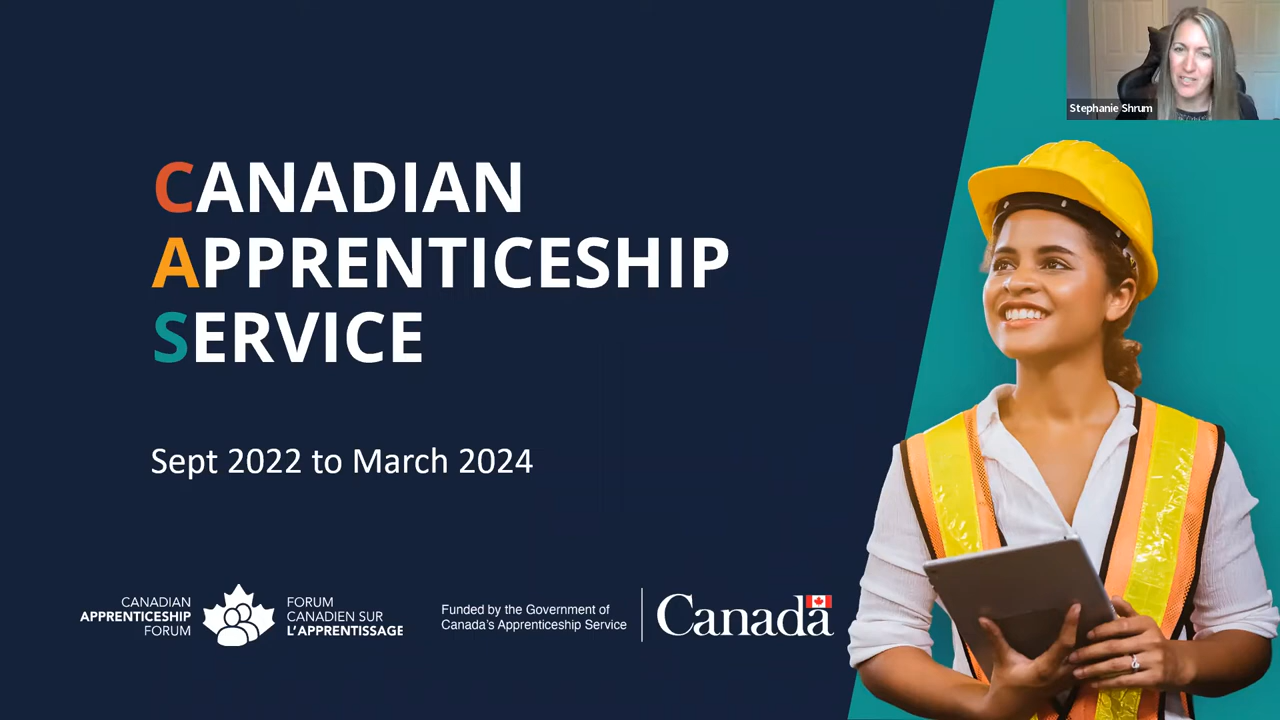 Stephanie Shrum
CANADIAN
APPRENTICESHIP
SERVICE
Sept 2022 to March 2024
CANADIAN
APPRENTICESHIP
FORUM
FORUM
CANADIEN SUR
L'APPRENTISSAGE
Funded by the Government of
Canada's Apprenticeship Service
Canada